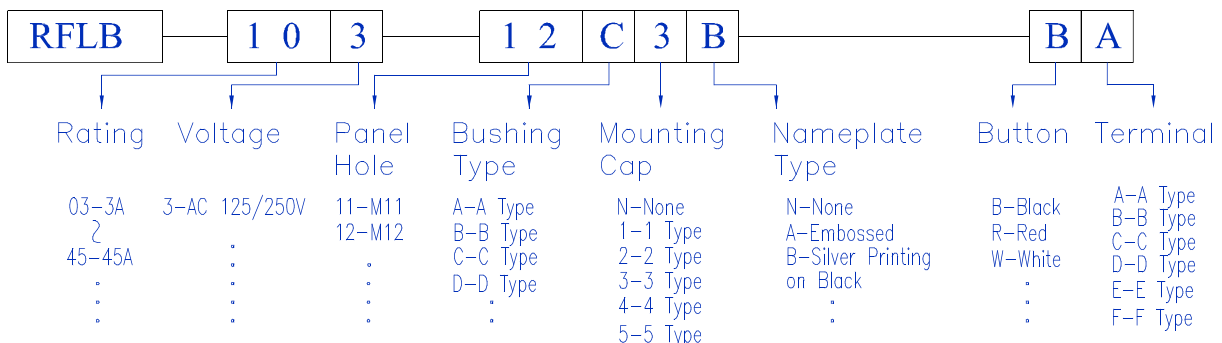 RFLB 1 0 3 1 2 C 3 B B A
Rating Voltage Panel Hole Bushing Type Mounting Cap Nameplate Type Button Terminal
03-3A
~
45-45A
3-AC 125/250V
11-M11
12-M12
A-A Type
B-B Type
C-C Type
D-D Type
N-None
1-1 Type
2-2 Type
3-3 Type
4-4 Type
5-5 Type
N-None
A-Embossed
B-Silver Printing
on Black
B-Black
R-Red
W-White
A-A Type
B-B Type
C-C Type
D-D Type
E-E Type
F-F Type